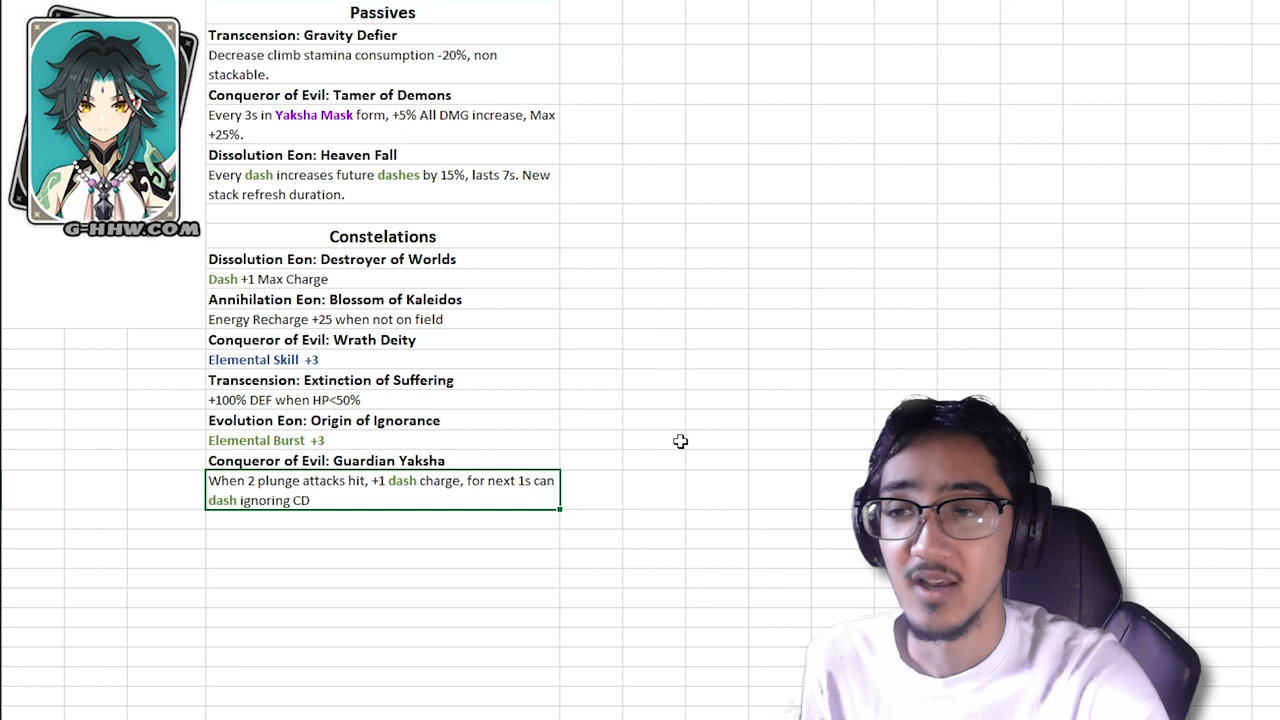 Passives
Transcension: Gravity Defier
Decrease climb stamina consumption -20%, non
stackable.
Conqueror of Evil: Tamer of Demons
Every 3s in Yaksha Mask form, +5% All DMG increase, Max
+25%.
Dissolution Eon: Heaven Fall
Every dash increases future dashes by 15%, lasts 7s. New
stack refresh duration.
G-HHW.COM
Constelations
Dissolution Eon: Destroyer of Worlds
Dash +1 Max Charge
Annihilation Eon: Blossom of Kaleidos
Energy Recharge +25 when not on field
Conqueror of Evil: Wrath Deity
Elemental Skill +3
Transcension: Extinction of Suffering
+100% DEF when HP<50%
Evolution Eon: Origin of Ignorance
Elemental Burst +3
Conqueror of Evil: Guardian Yaksha
When 2 plunge attacks hit, +1 dash charge, for next 1s can
dash ignoring CD